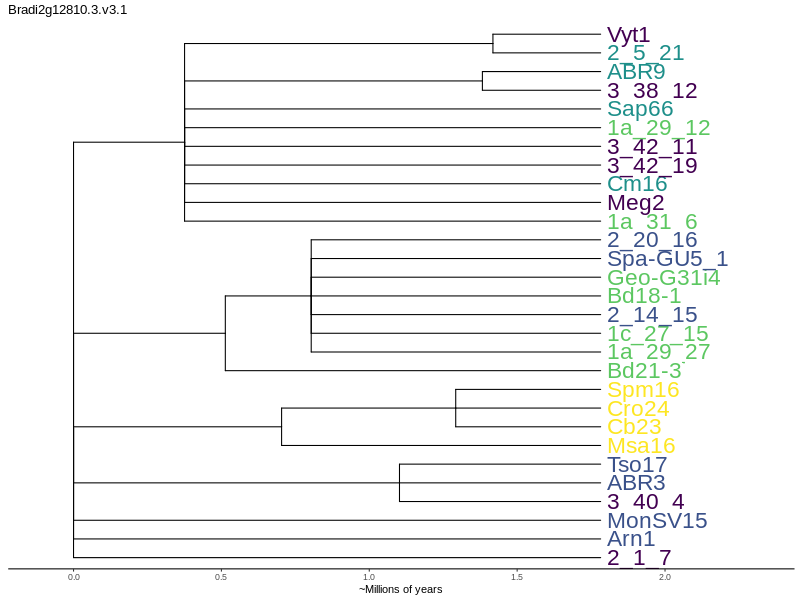 Bradi2g12810.3.v3.1
Vyt1
2_5_21
ABR9
3_38_12
Sap66
1a_29_12
3_42_11
3_42_19
Cm16
Meg2
1a_31_6
2_20_16
Spa-GU5_1
Geo-G31i4
Bd18-1
2_14_15
1c_27_15
1a_29_27
Bd21-3
Spm16
Cro24
Cb23
Msa16
Tso17
ABR3
3_40_4
MonSV15
Arn1
2_1_7
0.0 0.5 1.0 1.5 2.0
~Millions of years